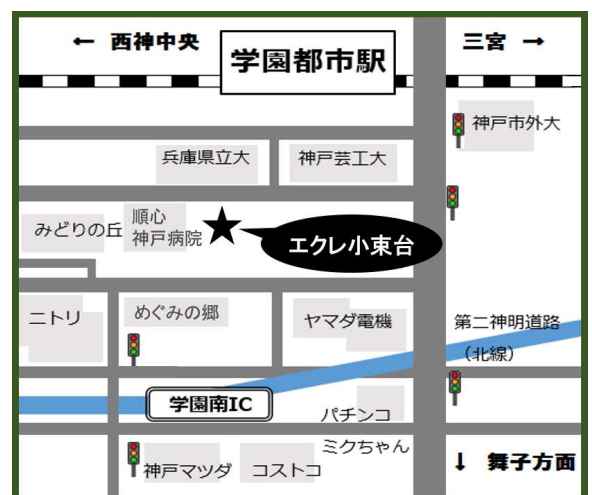 ← 西神中央
学園都市駅
三宮 →
神戸市外大
兵庫県立大
神戸芸工大
みどりの丘
順心
神戸病院
エクレ小束台
ニトリ
めぐみの郷
ヤマダ電機
第二神明道路
(北線)
学園南IC
パチンコ
ミクちゃん
神戸マツダ
コストコ
↓ 舞子方面